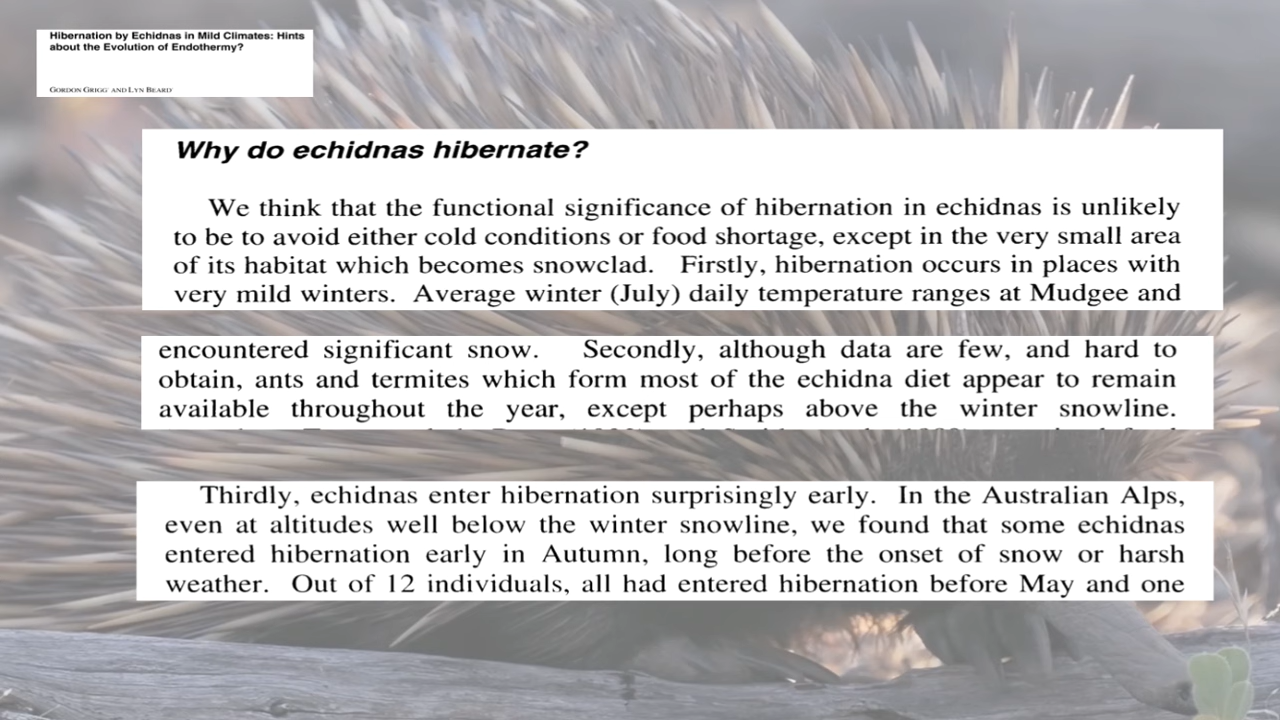 Hibernation by Echidnas in Mild Climates: Hints
about the Evolution of Endothermy?
GORDON GRIGG AND LYN BEARD
Why do echidnas hibernate?
We think that the functional significance of hibernation in echidnas is unlikely
to be to avoid either cold conditions or food shortage, except in the very small area
of its habitat which becomes snowclad. Firstly, hibernation occurs in places with
very mild winters. Average winter (July) daily temperature ranges at Mudgee and
encountered significant snow. Secondly, although data are few, and hard to
obtain, ants and termites which form most of the echidna diet appear to remain
available throughout the year, except perhaps above the winter snowline.
Thirdly, echidnas enter hibernation surprisingly early. In the Australian Alps,
even at altitudes well below the winter snowline, we found that some echidnas
entered hibernation early in Autumn, long before the onset of snow or harsh
weather. Out of 12 individuals, all had entered hibernation before May and one